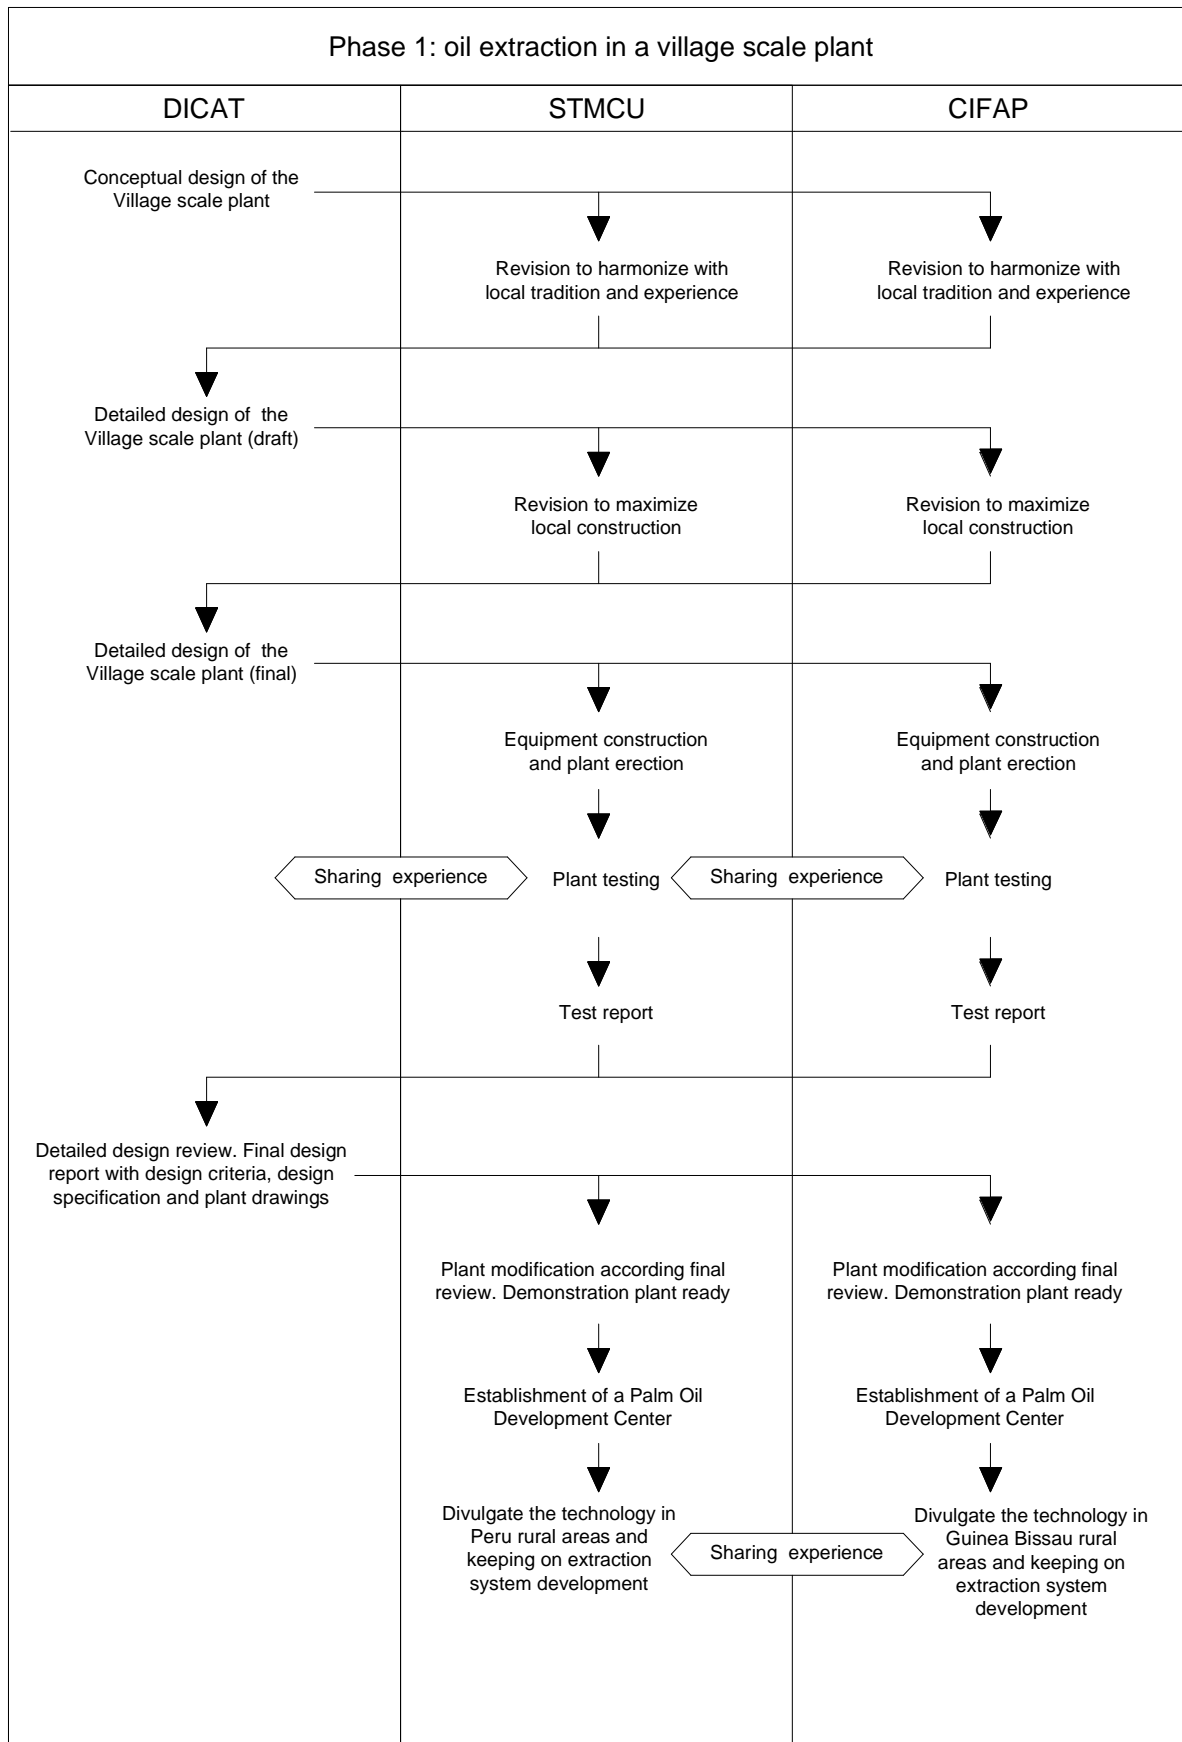 Phase 1: oil extraction in a village scale plant
DICAT
STMCU
CIFAP
Conceptual design of the
Village scale plant
Revision to harmonize with
local tradition and experience
Revision to harmonize with
local tradition and experience
Detailed design of the
Village scale plant (draft)
Revision to maximize
local construction
Revision to maximize
local construction
Detailed design of the
Village scale plant (final)
Equipment construction
and plant erection
Equipment construction
and plant erection
Sharing experience
Plant testing
Sharing experience
Plant testing
Test report
Test report
Detailed design review. Final design
report with design criteria, design
specification and plant drawings
Plant modification according final
review. Demonstration plant ready
Plant modification according final
review. Demonstration plant ready
Establishment of a Palm Oil
Development Center
Establishment of a Palm Oil
Development Center
Divulgate the technology in
Peru rural areas and
keeping on extraction
system development
Sharing experience
Divulgate the technology in
Guinea Bissau rural
areas and keeping on
extraction system
development